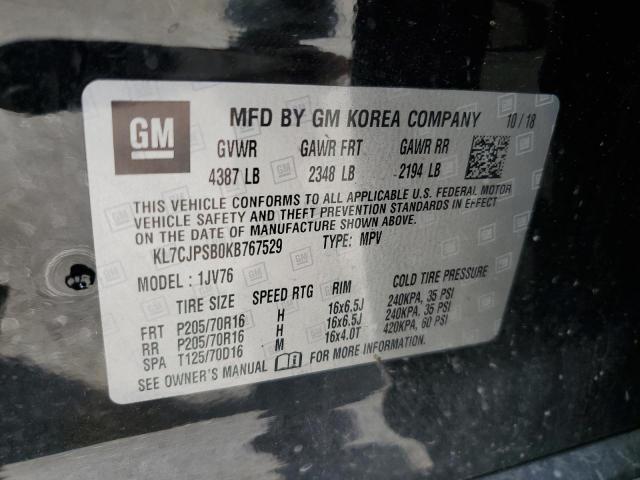 GM MFD BY GM KOREA COMPANY 10/18
GVWR GAWR FRT GAWR RR
4387 LB 2348 LB 2194 LB
THIS VEHICLE CONFORMS TO ALL APPLICABLE U.S. FEDERAL MOTOR
VEHICLE SAFETY AND THEFT PREVENTION STANDARDS IN EFFECT
ON THE DATE OF MANUFACTURE SHOWN ABOVE.
KL7CJPSB0KB767529 TYPE: MPV
MODEL: 1JV76
TIRE SIZE SPEED RTG RIM COLD TIRE PRESSURE
FRT P205/70R16 H 16x6.5J 240KPA, 35 PSI
RR P205/70R16 H 16x6.5J 240KPA, 35 PSI
SPA T125/70D16 M 16x4.0T 420KPA, 60 PSI
SEE OWNER'S MANUAL FOR MORE INFORMATION.